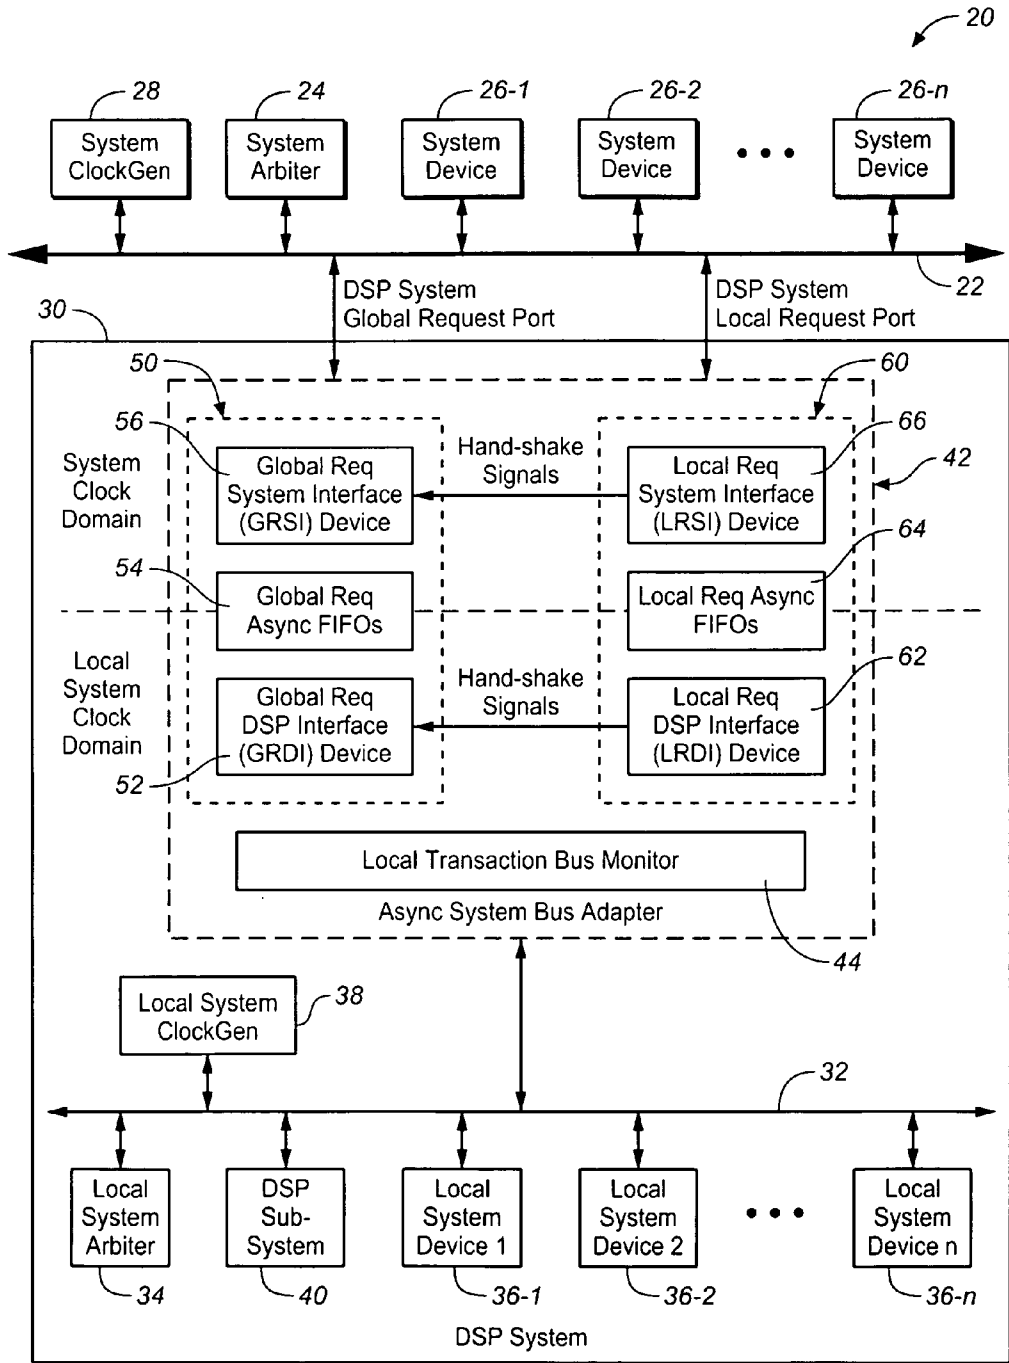 20
28
24
26-1
26-2
26-n
System
ClockGen
System
Arbiter
System
Device
System
Device
System
Device
22
DSP System
Global Request Port
DSP System
Local Request Port
30
50
60
56
66
42
System
Clock
Domain
Global Req
System Interface
(GRSI) Device
Hand-shake
Signals
Local Req
System Interface
(LRSI) Device
54
64
Global Req
Async FIFOs
Local Req Async
FIFOs
Local
System
Clock
Domain
62
Global Req
DSP Interface
(GRDI) Device
Hand-shake
Signals
Local Req
DSP Interface
(LRDI) Device
52
Local Transaction Bus Monitor
Async System Bus Adapter
44
Local System
ClockGen
38
32
Local
System
Arbiter
DSP
Sub-
System
Local
System
Device 1
Local
System
Device 2
Local
System
Device n
34
40
36-1
36-2
36-n
DSP System